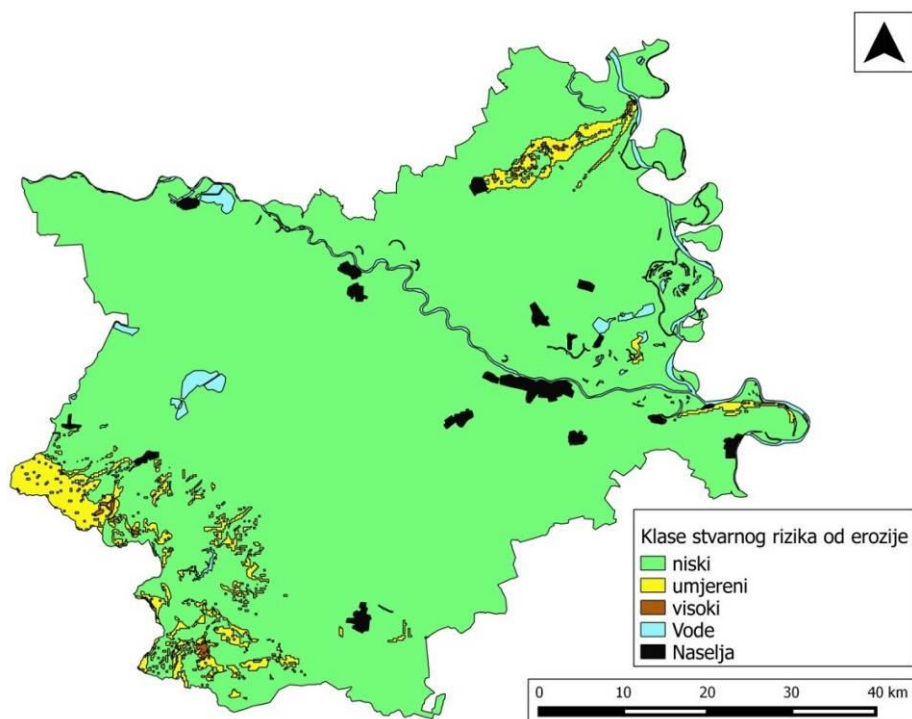 Klase stvarnog rizika od erozije
niski
umjereni
visoki
Vode
Naselja
0 10 20 30 40 km